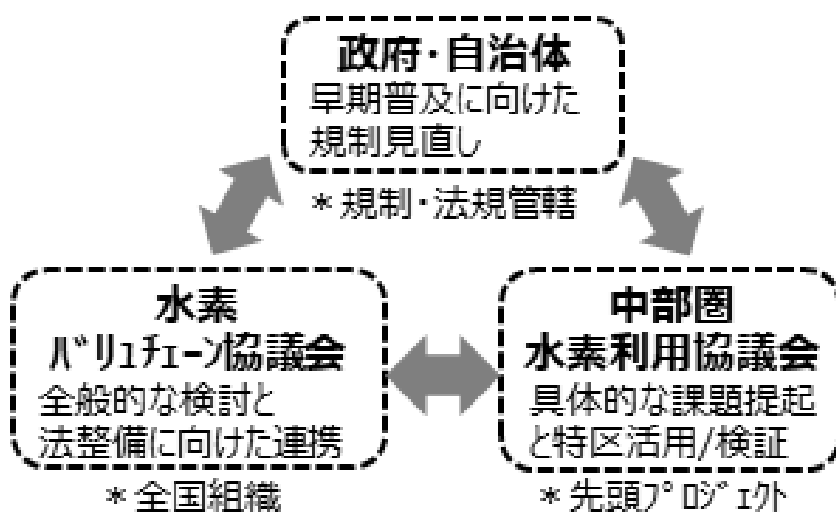 政府・自治体
早期普及に向けた
規制見直し
＊規制・法規管轄
水素
ﾊﾞﾘｭﾁｪｰﾝ協議会
全般的な検討と
法整備に向けた連携
＊全国組織
中部圏
水素利用協議会
具体的な課題提起
と特区活用/検証
＊先頭ﾌﾟﾛｼﾞｪｸﾄ